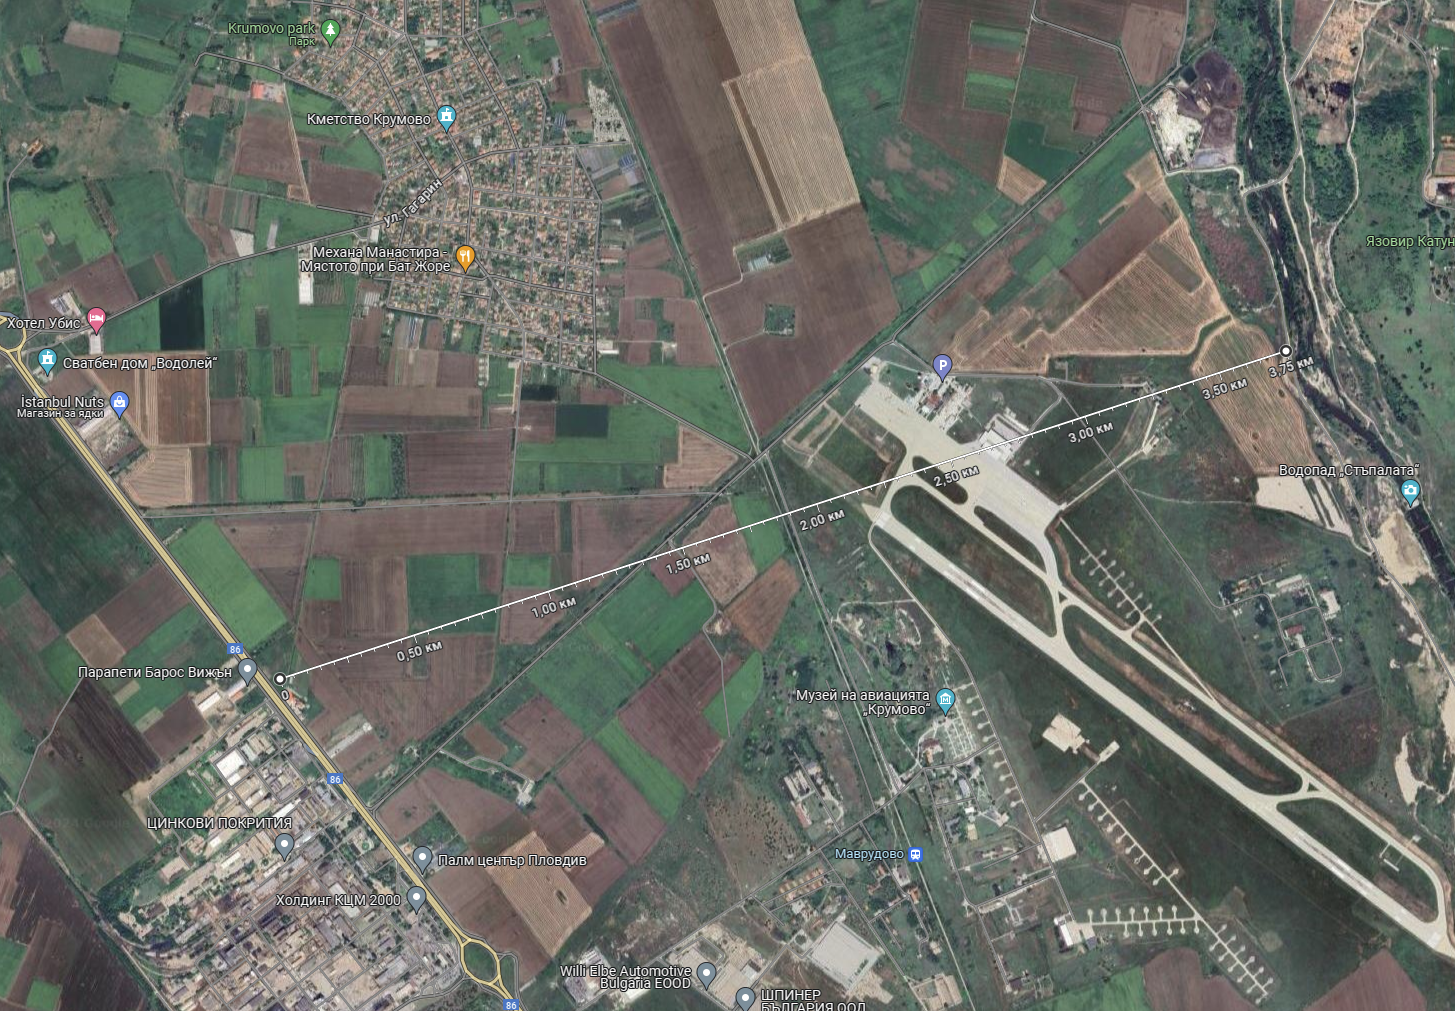 Krumovo park
Парк
Кметство Крумово
ул. Гагарин
Механа Манастира -
Мястото при Бат Жоре
Язовир Катун
Хотел Убис
Сватбен дом „Водолей“
İstanbul Nuts
Магазин за ядки
P
3,75 км
3,50 км
3,00 км
2,50 км
2,00 км
1,50 км
1,00 км
0,50 км
0
Водопад „Стъпалата“
86
Парапети Барос Вижън
Музей на авиацията
„Крумово“
86
ЦИНКОВИ ПОКРИТИЯ
Палм център Пловдив
Маврудово
Холдинг КЦМ 2000
Willi Elbe Automotive
Bulgaria EOOD
ШПИНЕР
БЪЛГАРИЯ ООД
86